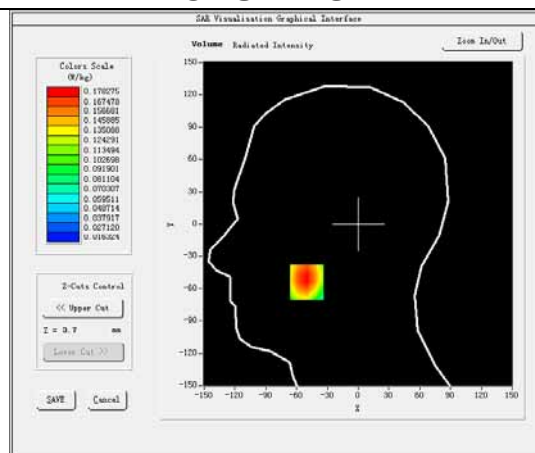 SAR Visualisation Graphical Interface
Volume Radiated Intensity
Zoom In/Out
Colors Scale
(W/kg)
0.178275
0.167478
0.156681
0.145885
0.135088
0.124291
0.113494
0.102698
0.091901
0.081104
0.070307
0.059511
0.048714
0.037917
0.027120
0.016324
Z-Cuts Control
<< Upper Cut
Z = 3.7 mm
Lower Cut >>
SAVE Cancel
150
120
90
60
30
0
-30
-60
-90
-120
-150
Y
-150 -120 -90 -60 -30 0 30 60 90 120 150
X